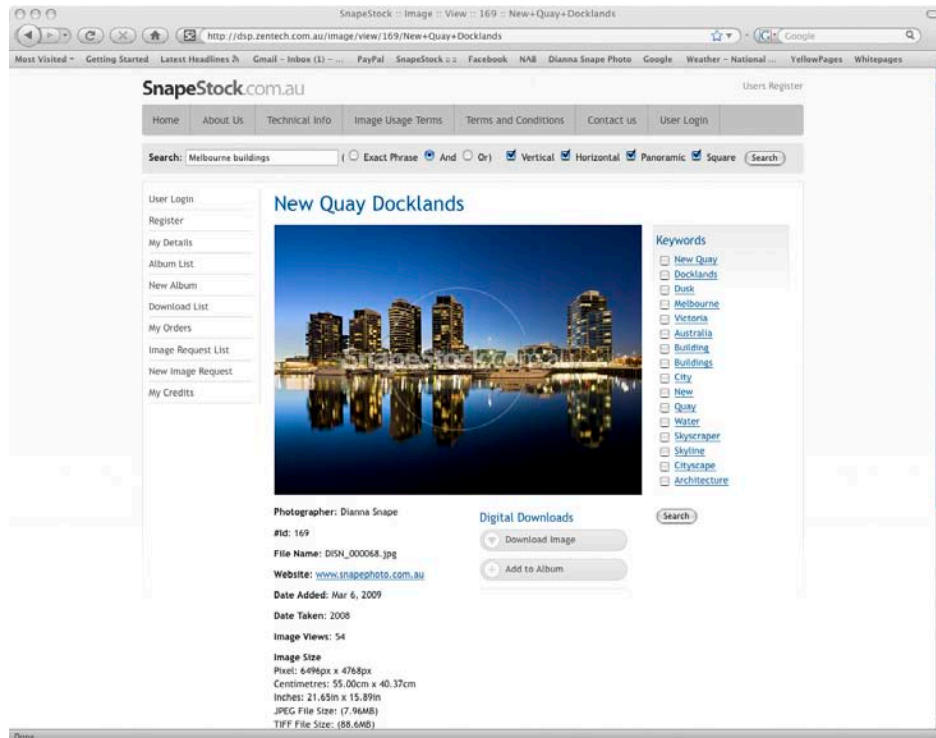 SnapeStock :: Image :: View :: 169 :: New+Quay+Docklands
http://dsp.zentech.com.au/image/view/169/New+Quay+Docklands
Google
Most Visited Getting Started Latest Headlines Gmail - Inbox (1) - ... PayPal SnapeStock :: Facebook NAB Dianna Snape Photo Google Weather - National ... YellowPages Whitepages
SnapeStock.com.au
Users Register
Home About Us Technical Info Image Usage Terms Terms and Conditions Contact us User Login
Search: Melbourne buildings ( Exact Phrase And Or) Vertical Horizontal Panoramic Square Search
User Login
Register
My Details
Album List
New Album
Download List
My Orders
Image Request List
New Image Request
My Credits
New Quay Docklands
SnapeStock.com.au
Keywords
New Quay
Docklands
Dusk
Melbourne
Victoria
Australia
Building
Buildings
City
New
Quay
Water
Skyscraper
Skyline
Cityscape
Architecture
Search
Photographer: Dianna Snape
#Id: 169
File Name: DISN_000068.jpg
Website: www.snapephoto.com.au
Date Added: Mar 6, 2009
Date Taken: 2008
Image Views: 54
Image Size
Pixel: 6496px x 4768px
Centimetres: 55.00cm x 40.37cm
Inches: 21.65in x 15.89in
JPEG File Size: (7.96MB)
TIFF File Size: (88.6MB)
Digital Downloads
Download Image
Add to Album
Done